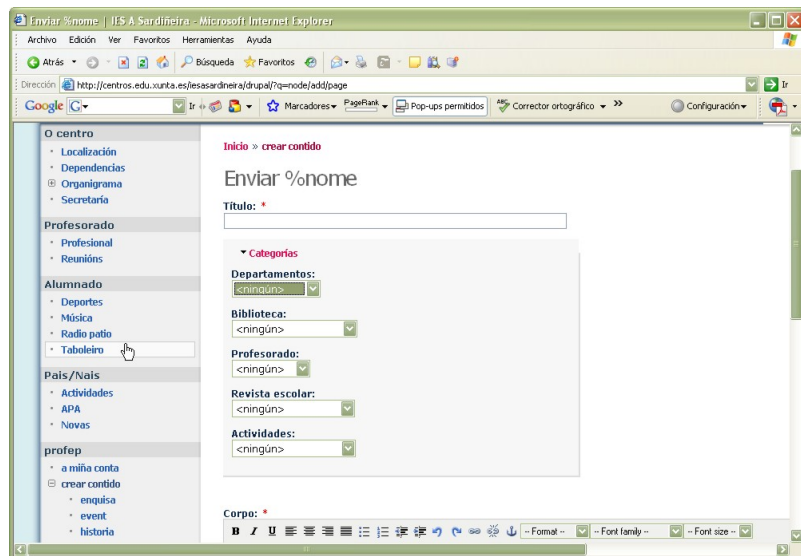 Enviar %nome | IES A Sardiñeira - Microsoft Internet Explorer
Archivo Edición Ver Favoritos Herramientas Ayuda
Atrás Búsqueda Favoritos
Dirección http://centros.edu.xunta.es/iesasardineira/drupal/?q=node/add/page Ir
Google G Ir Marcadores PageRank Pop-ups permitidos ABC Corrector ortográfico » Configuración
O centro
Localización
Dependencias
Organigrama
Secretaría
Profesorado
Profesional
Reunións
Alumnado
Deportes
Música
Radio patio
Taboleiro
Pais/Nais
Actividades
APA
Novas
profep
a miña conta
crear contido
enquisa
event
historia
Inicio » crear contido
Enviar %nome
Título: *
Categorías
Departamentos:
<ningún>
Biblioteca:
<ningún>
Profesorado:
<ningún>
Revista escolar:
<ningún>
Actividades:
<ningún>
Corpo: *
B I U -- Format -- -- Font family -- -- Font size --